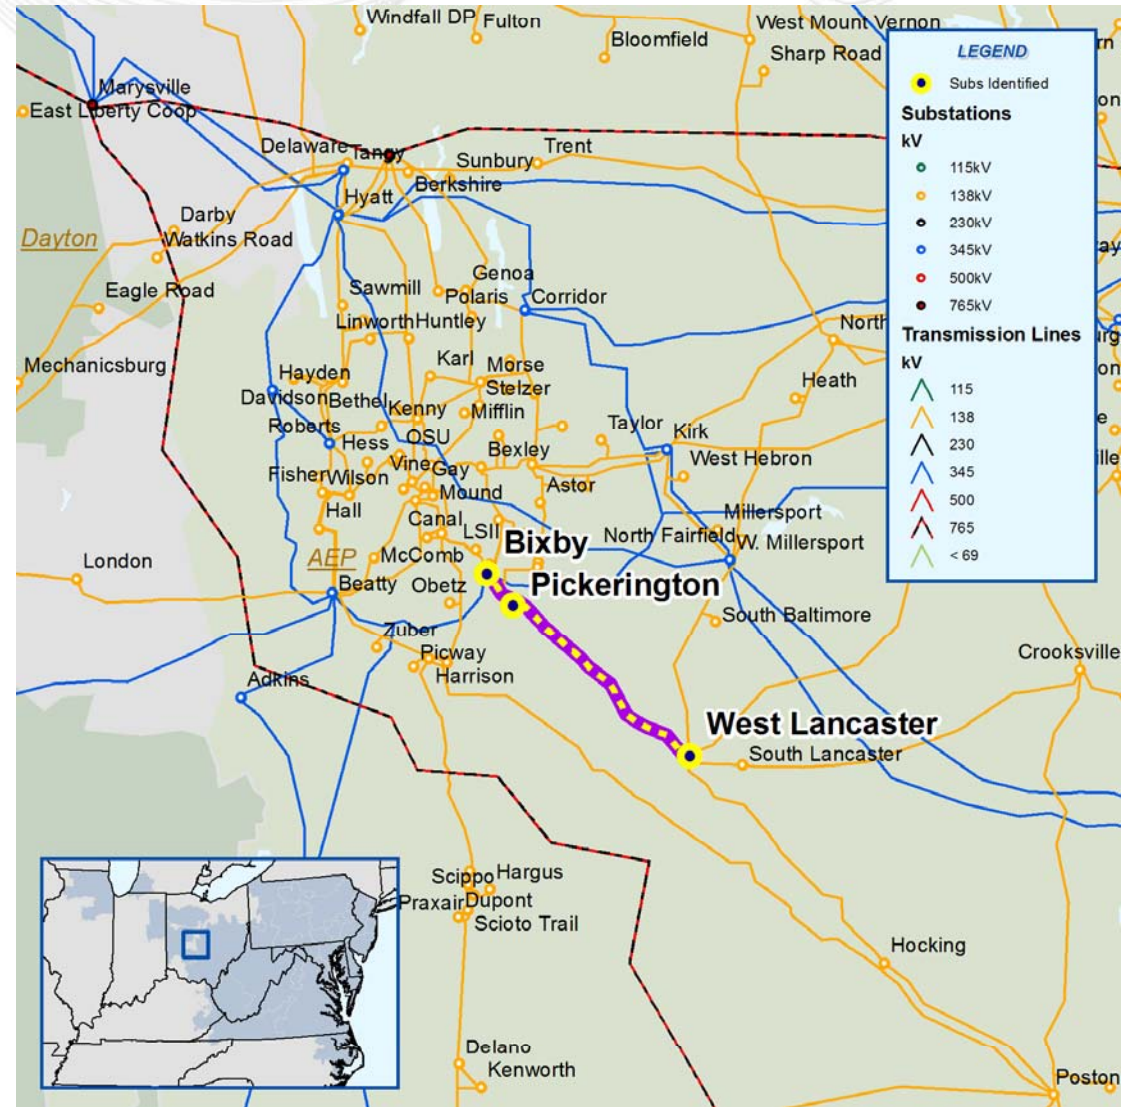 Windfall DP
Fulton
Bloomfield
West Mount Vernon
Sharp Road
Marysville
East Liberty Coop
Delaware
Tangy
Sunbury
Trent
Berkshire
Hyatt
Darby
Watkins Road
Dayton
Eagle Road
Sawmill
Genoa
Polaris
Corridor
Linworth
Huntley
North
Mechanicsburg
Karl
Morse
Hayden
Stelzer
Heath
Davidson
Bethel
Kenny
Mifflin
Roberts
Hess
OSU
Bexley
Taylor
Kirk
West Hebron
Fisher
Wilson
Vine
Gay
Astor
Mound
Hall
Canal
LSII
Millersport
North Fairfield
W. Millersport
London
AEP
McComb
Bixby
Beatty
Obetz
Pickerington
South Baltimore
Zuber
Picway
Harrison
Crooksville
Adkins
West Lancaster
South Lancaster
Scippo
Hargus
Praxair
Dupont
Scioto Trail
Hocking
Delano
Kenworth
Poston
LEGEND
Subs Identified
Substations
kV
115kV
138kV
230kV
345kV
500kV
765kV
Transmission Lines
kV
115
138
230
345
500
765
< 69